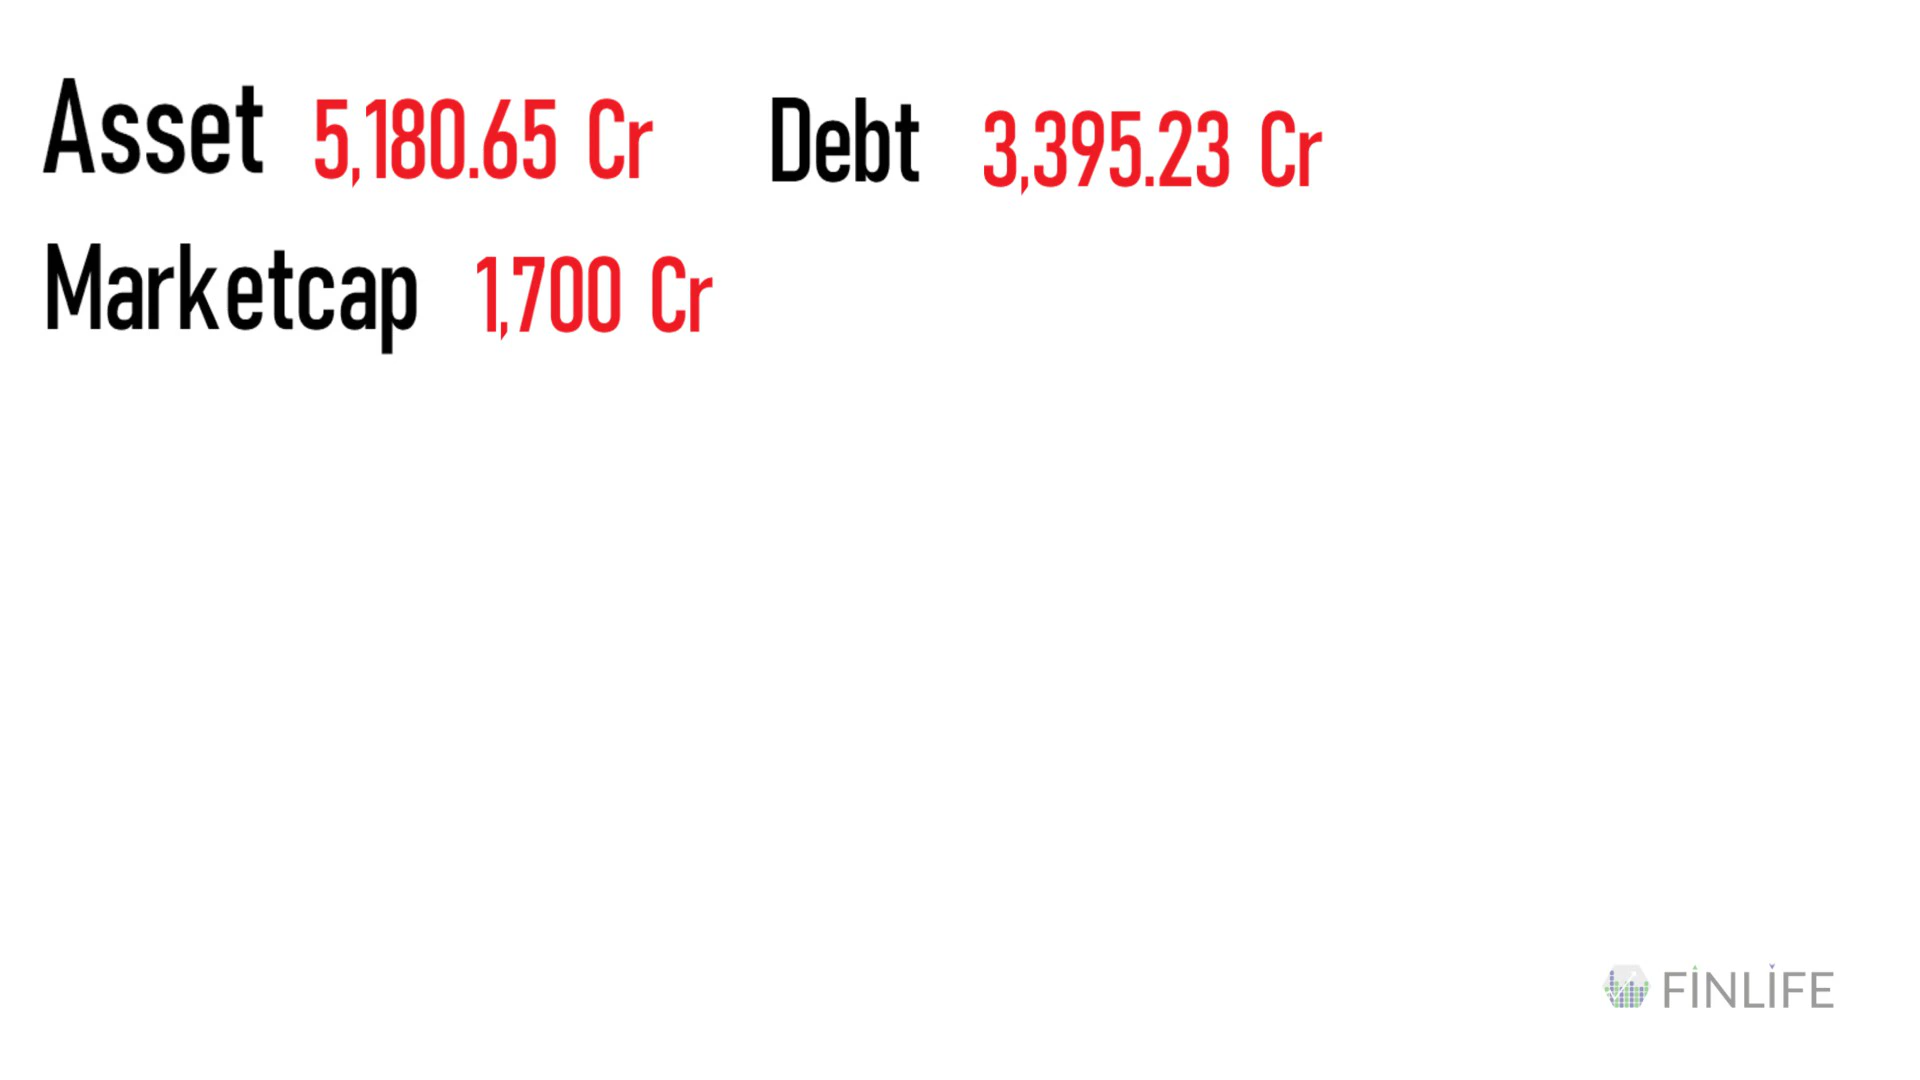 Asset 5,180.65 Cr Debt 3,395.23 Cr
Marketcap 1,700 Cr
FINLIFE